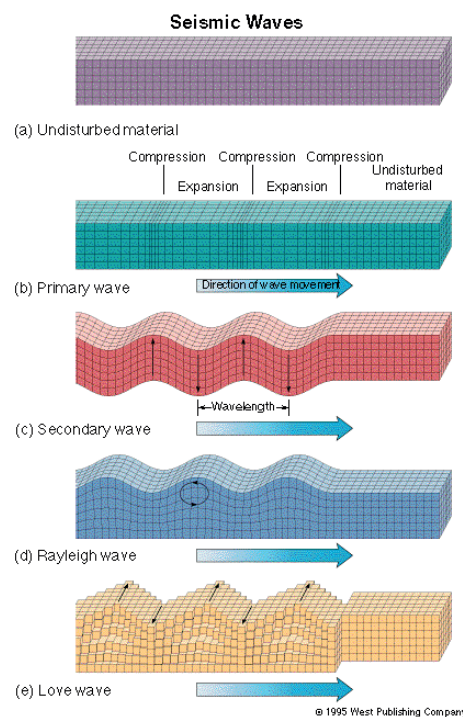 Seismic Waves
(a) Undisturbed material
Compression Compression Compression
Expansion Expansion Undisturbed
material
(b) Primary wave
Direction of wave movement
Wavelength
(c) Secondary wave
(d) Rayleigh wave
(e) Love wave
© 1995 West Publishing Company